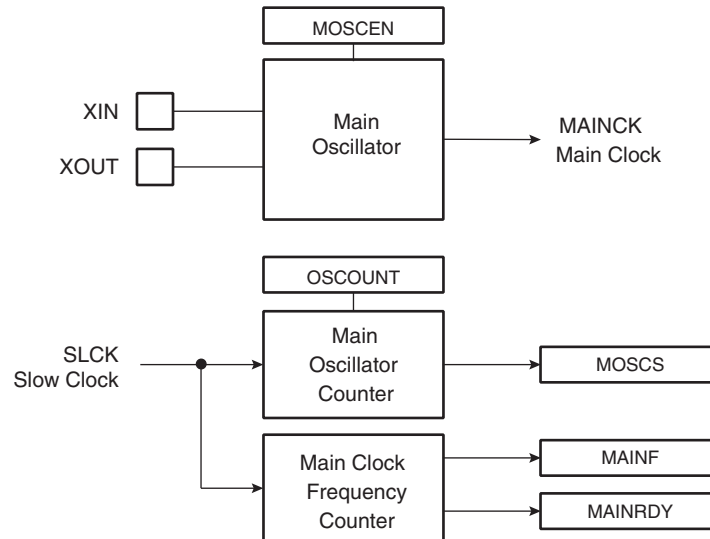 MOSCEN
XIN
XOUT
Main
Oscillator
MAINCK
Main Clock
OSCOUNT
SLCK
Slow Clock
Main
Oscillator
Counter
MOSCS
Main Clock
Frequency
Counter
MAINF
MAINRDY